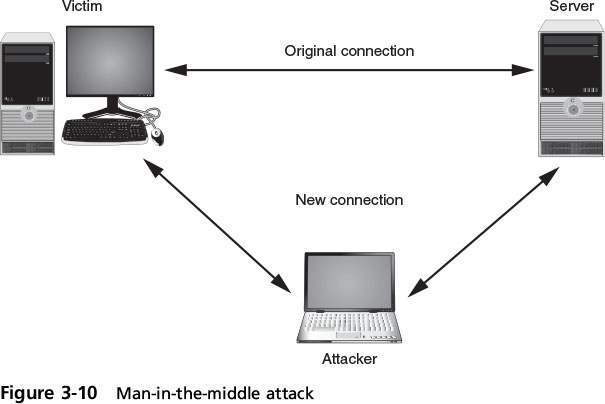 Victim
Server
Original connection
New connection
Attacker
Figure 3-10 Man-in-the-middle attack